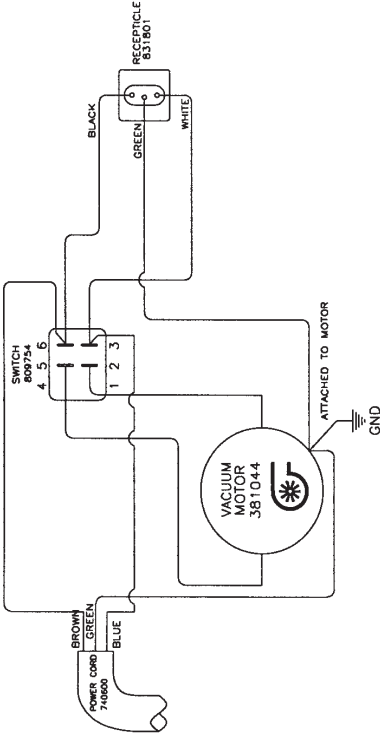 RECEPTICLE
831801
BLACK
GREEN
WHITE
SWITCH
809754
4 5 6
1 2 3
ATTACHED TO MOTOR
VACUUM
MOTOR
381044
GND
BROWN
GREEN
BLUE
POWER CORD
740600